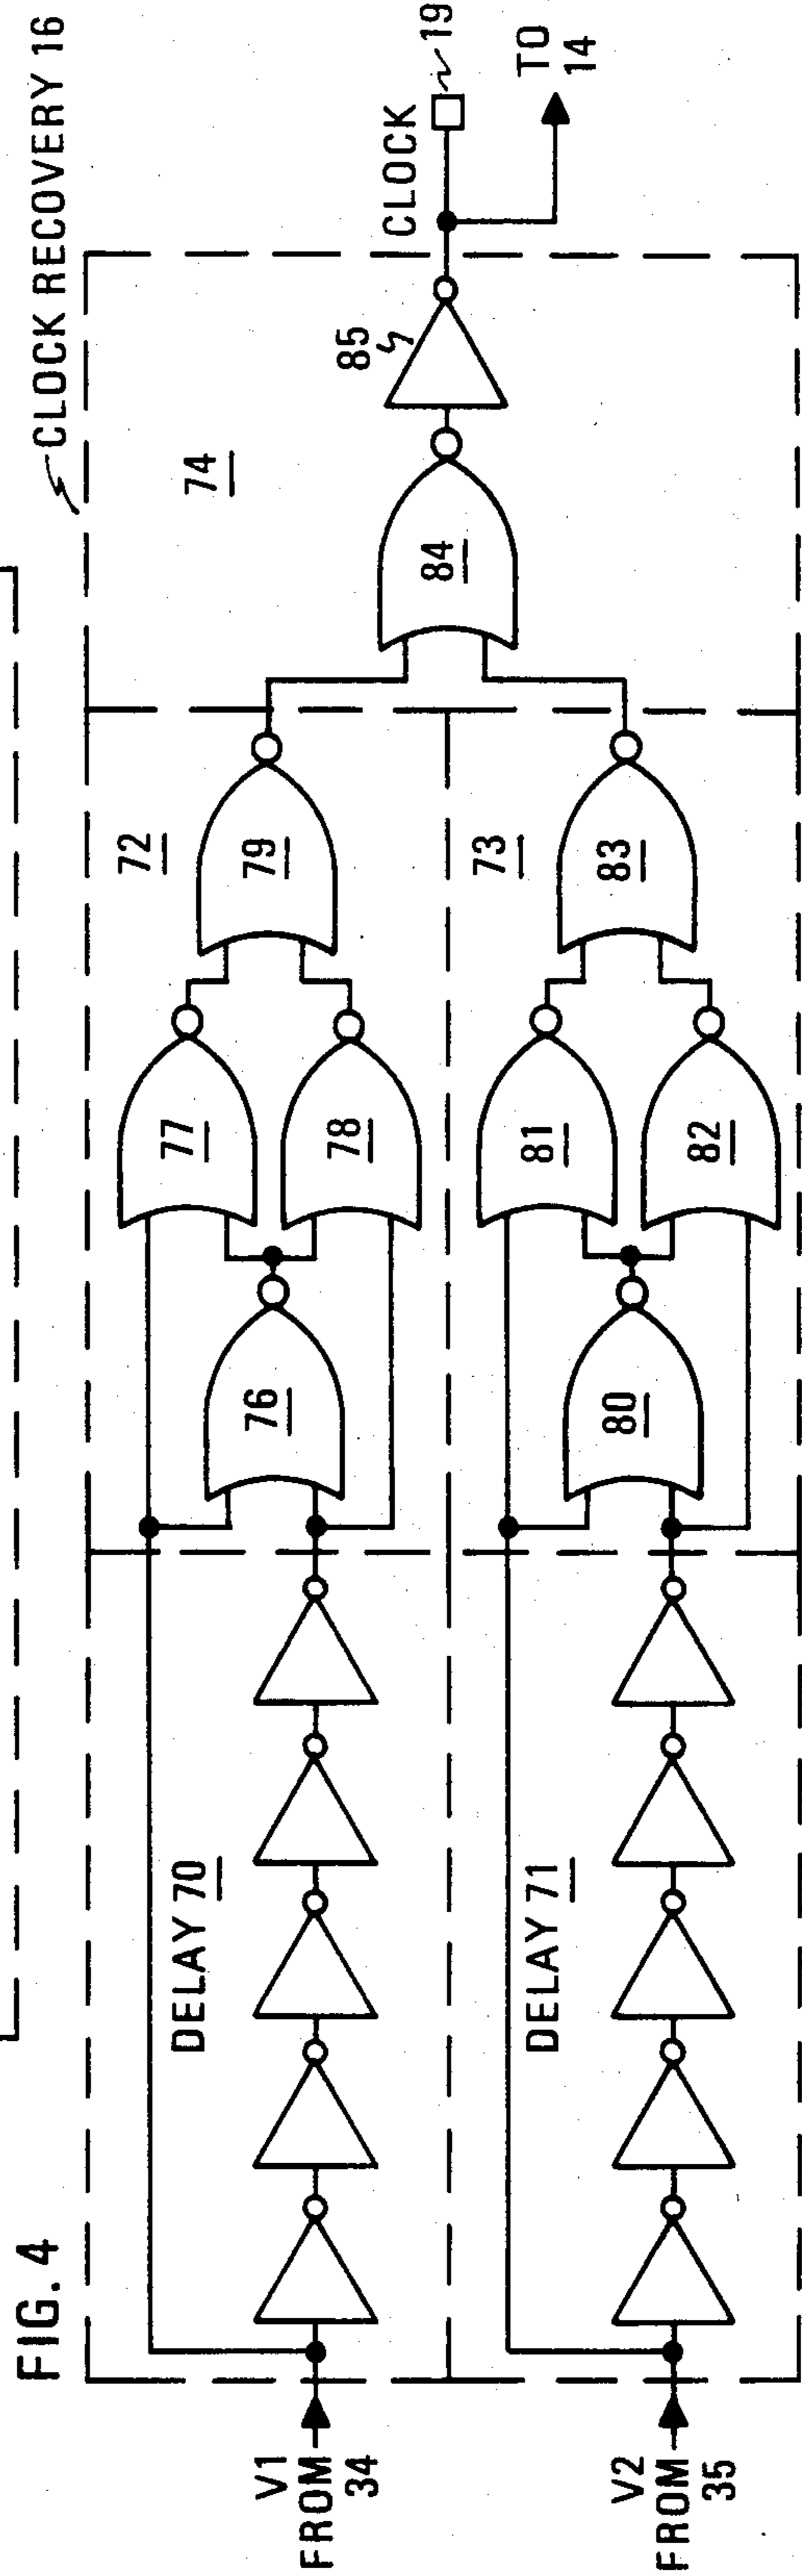 FIG. 4
CLOCK RECOVERY 16
V1
FROM
34
DELAY 70
76
77
78
72
79
74
84
85
CLOCK
19
TO
14
V2
FROM
35
DELAY 71
80
81
82
73
83